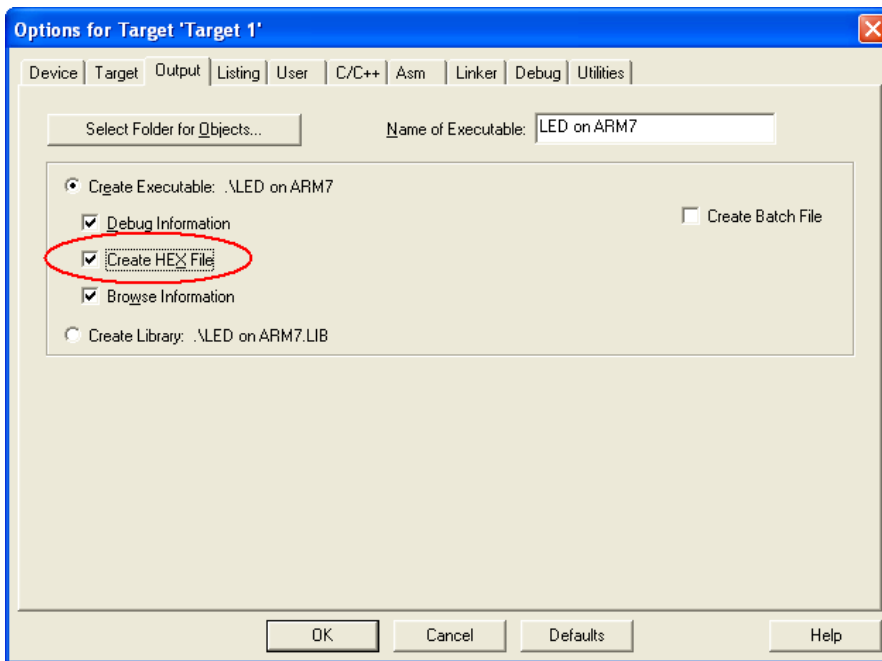 Options for Target 'Target 1'
Device Target Output Listing User C/C++ Asm Linker Debug Utilities
Select Folder for Objects... Name of Executable: LED on ARM7
Create Executable: .\LED on ARM7
Debug Information Create Batch File
Create HEX File
Browse Information
Create Library: .\LED on ARM7.LIB
OK Cancel Defaults Help